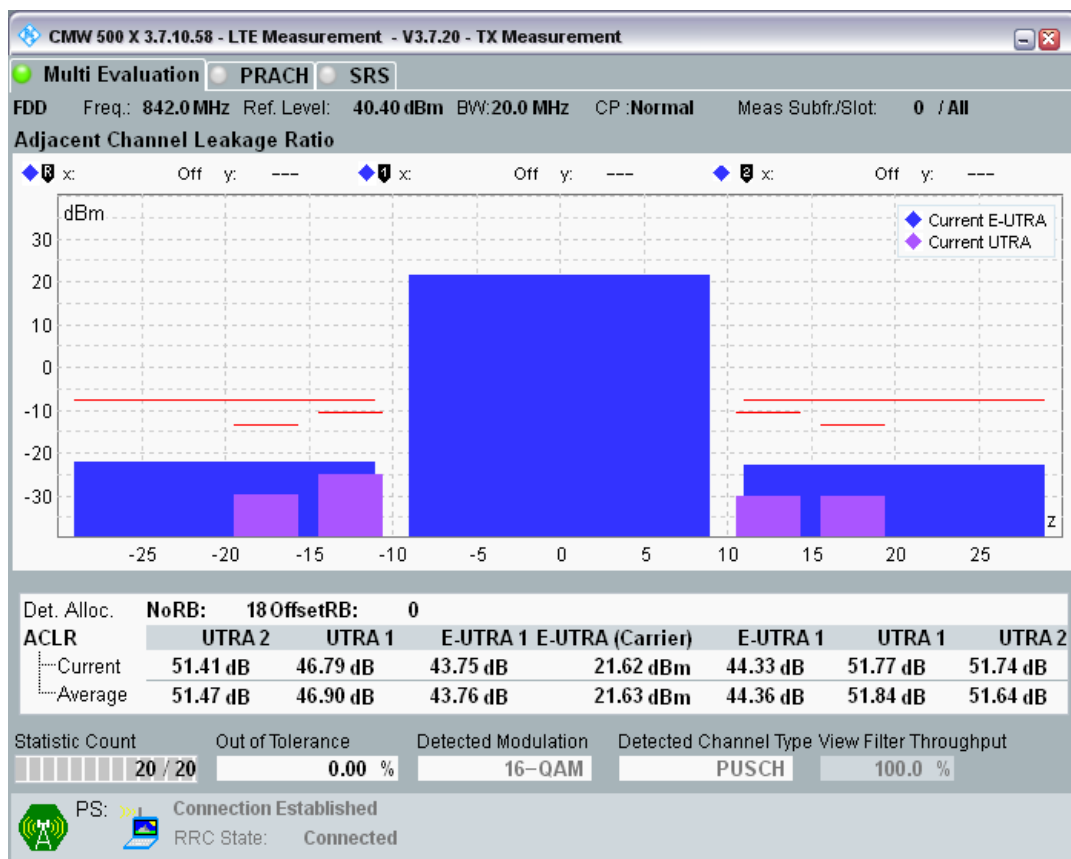 CMW 500 X 3.7.10.58 - LTE Measurement - V3.7.20 - TX Measurement
Multi Evaluation PRACH SRS
FDD Freq.: 842.0 MHz Ref. Level: 40.40 dBm BW:20.0 MHz CP :Normal Meas Subfr./Slot: 0 / All
Adjacent Channel Leakage Ratio
R x: Off y: --- 1 x: Off y: --- 2 x: Off y: ---
dBm
Current E-UTRA
Current UTRA
30
20
10
0
-10
-20
-30
z
-25 -20 -15 -10 -5 0 5 10 15 20 25
Det. Alloc. NoRB: 18 OffsetRB: 0
ACLR UTRA 2 UTRA 1 E-UTRA 1 E-UTRA (Carrier) E-UTRA 1 UTRA 1 UTRA 2
Current 51.41 dB 46.79 dB 43.75 dB 21.62 dBm 44.33 dB 51.77 dB 51.74 dB
Average 51.47 dB 46.90 dB 43.76 dB 21.63 dBm 44.36 dB 51.84 dB 51.64 dB
Statistic Count Out of Tolerance Detected Modulation Detected Channel Type View Filter Throughput
20 / 20 0.00 % 16-QAM PUSCH 100.0 %
PS: Connection Established
RRC State: Connected